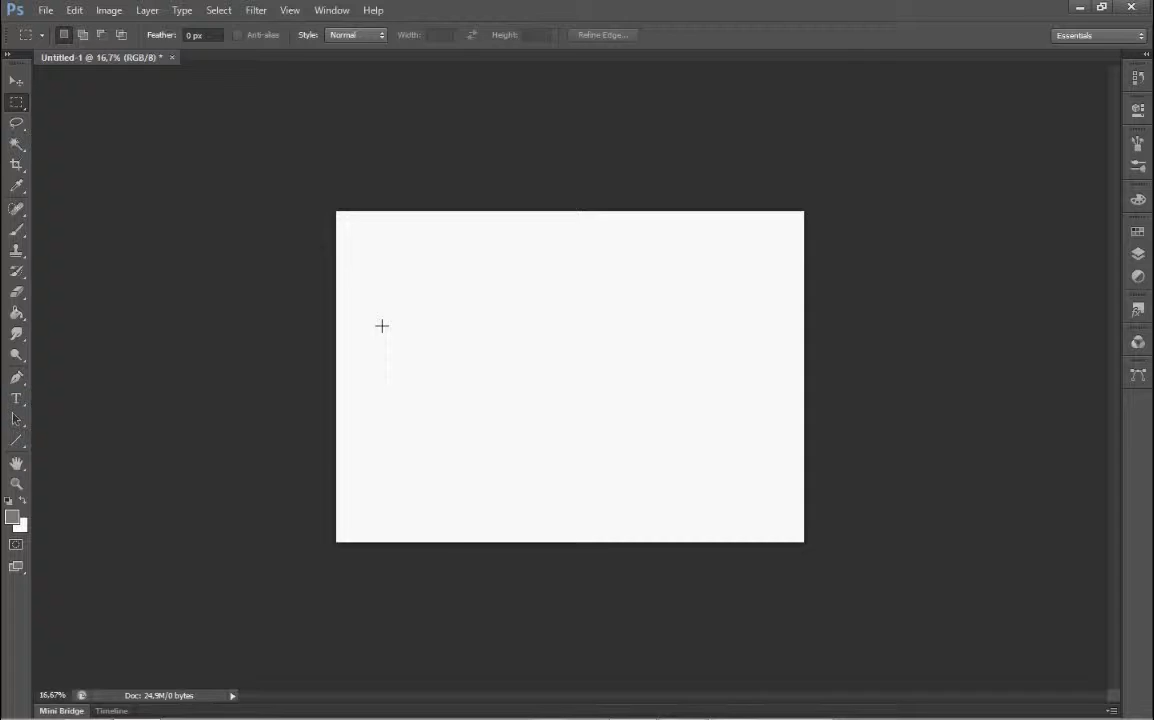 Ps File Edit Image Layer Type Select Filter View Window Help
Feather: 0 px Anti-alias Style: Normal Width: Height: Refine Edge... Essentials
Untitled-1 @ 16,7% (RGB/8) * ×
T
16,67% Doc: 24,9M/0 bytes
Mini Bridge Timeline